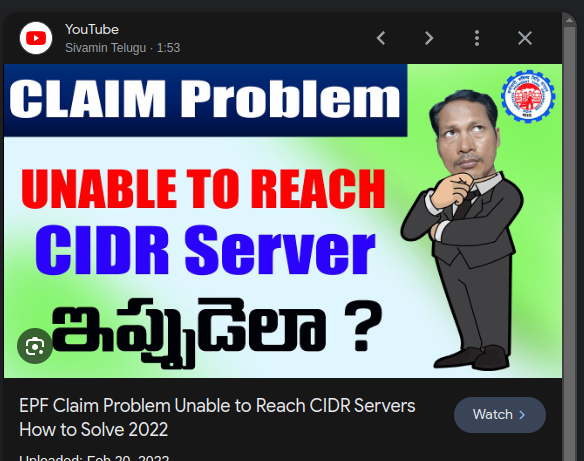 YouTube
Sivamin Telugu · 1:53
CLAIM Problem
UNABLE TO REACH
CIDR Server
ఇప్పుడెలా ?
EPF Claim Problem Unable to Reach CIDR Servers
How to Solve 2022
Watch
Uploaded: Feb 20, 2022